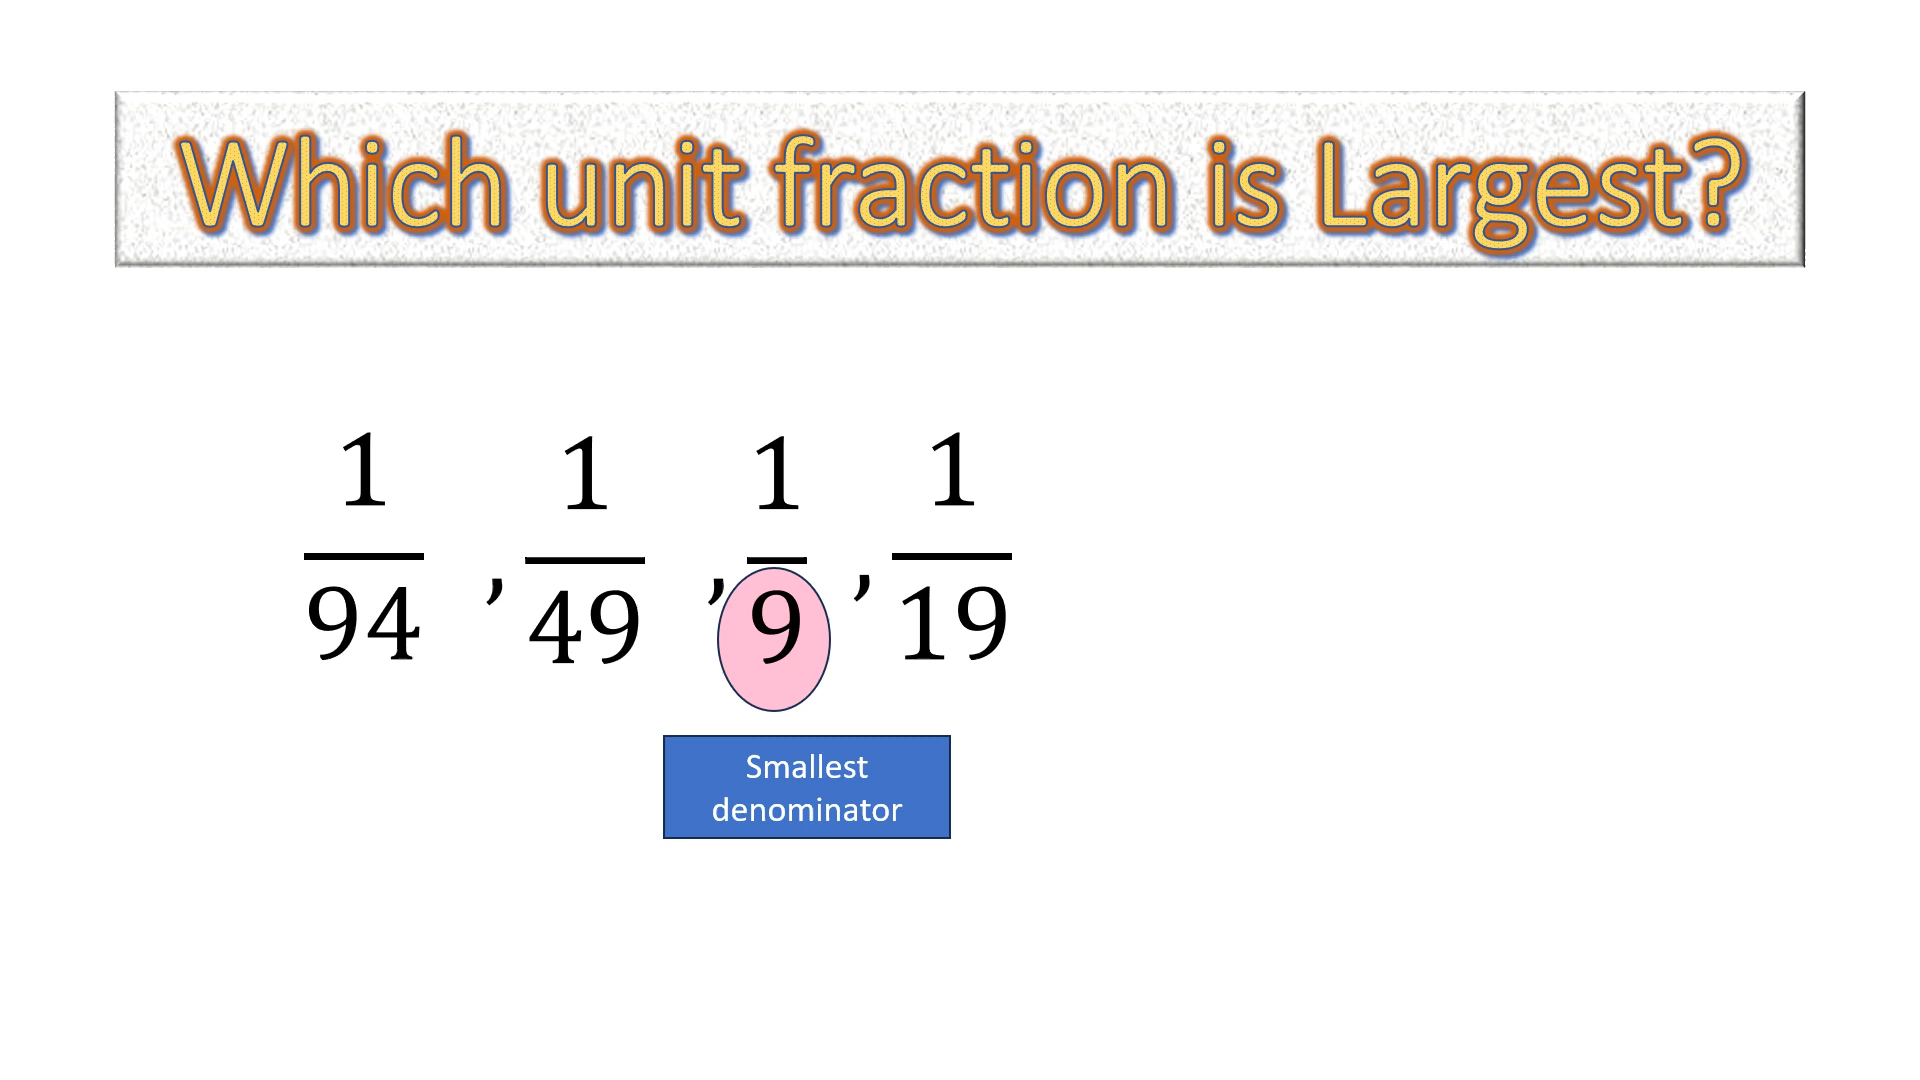 Which unit fraction is Largest?
1/94 , 1/49 , 1/9 , 1/19
Smallest
denominator